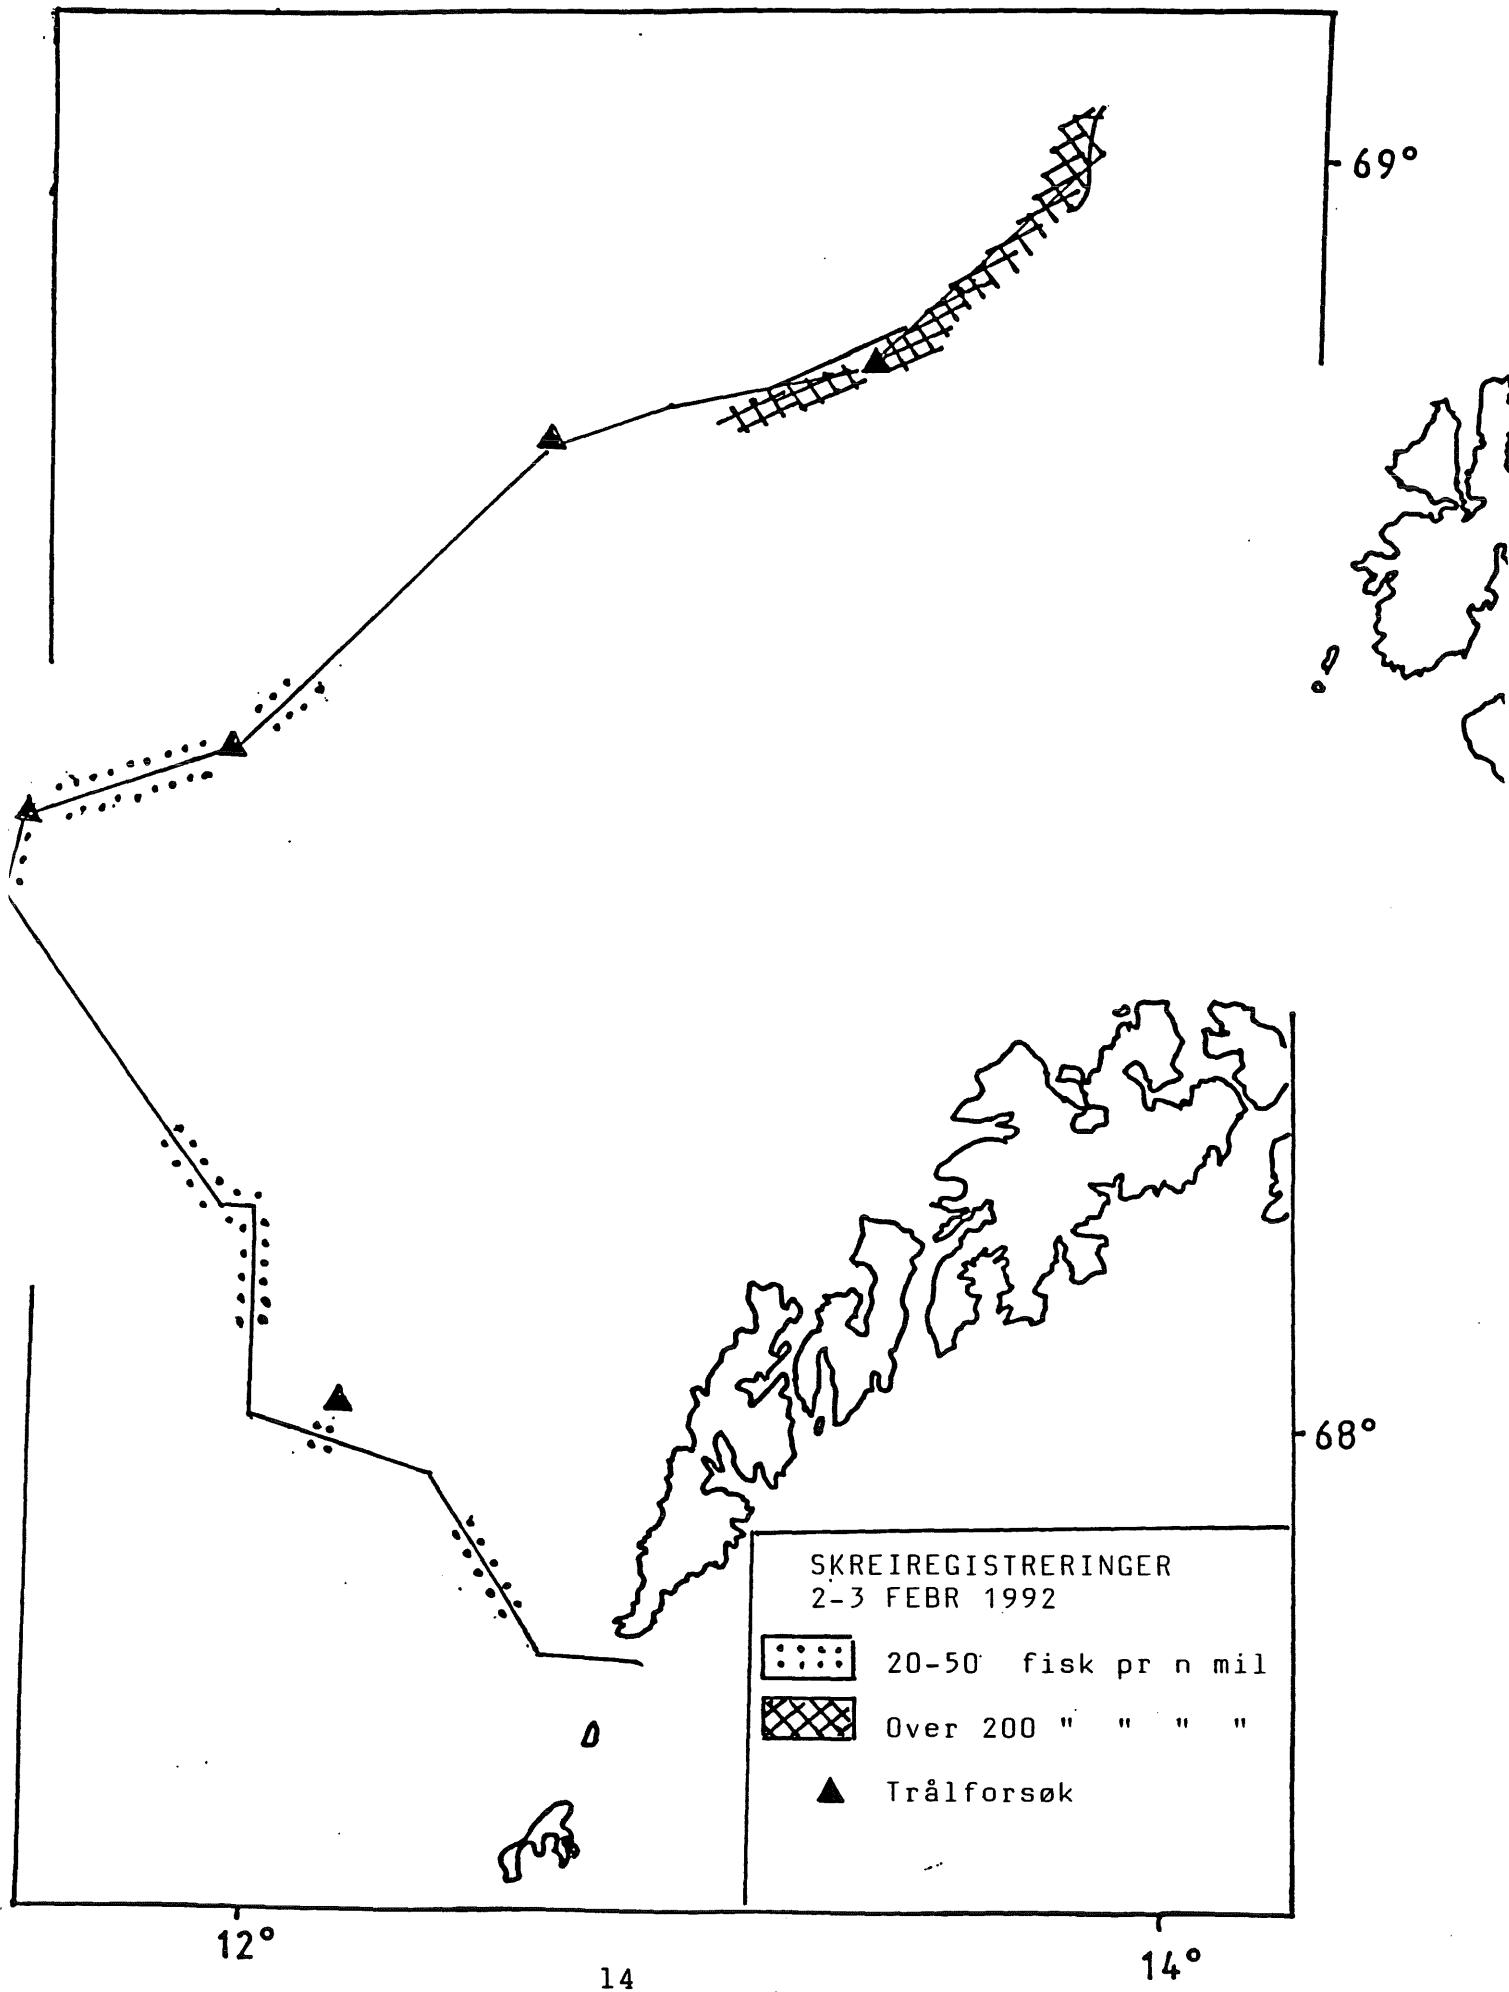 69°
68°
SKREIREGISTRERINGER
2-3 FEBR 1992
20-50 fisk pr n mil
Over 200 " " " "
Trålforsøk
12°
14°
14